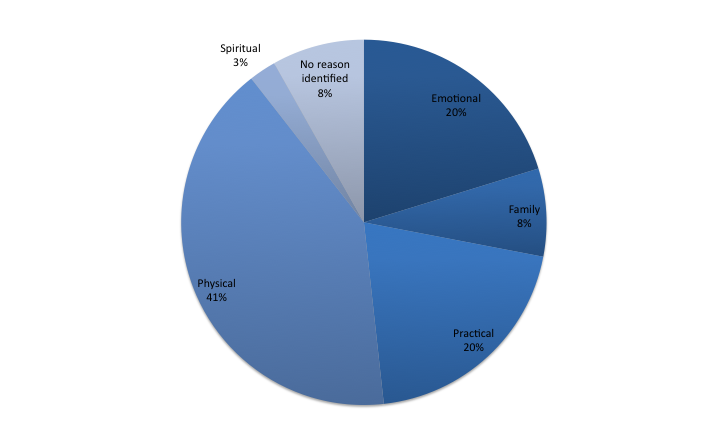 Spiritual
3%
No reason
identified
8%
Emotional
20%
Family
8%
Physical
41%
Practical
20%